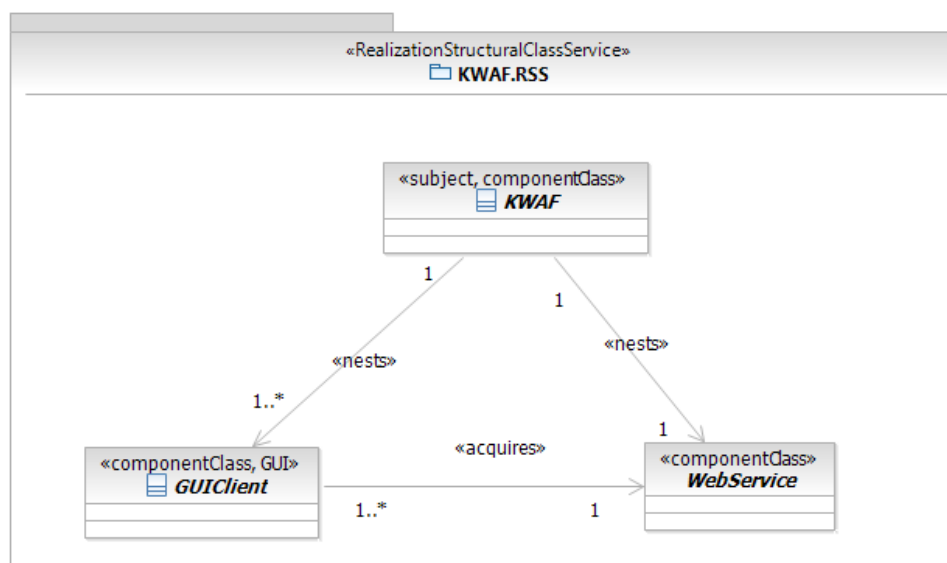 «RealizationStructuralClassService»
KWAF.RSS
«subject, componentClass»
KWAF
1
1
«nests»
«nests»
1..*
1
«acquires»
«componentClass, GUI»
GUIClient
«componentClass»
WebService
1..*
1